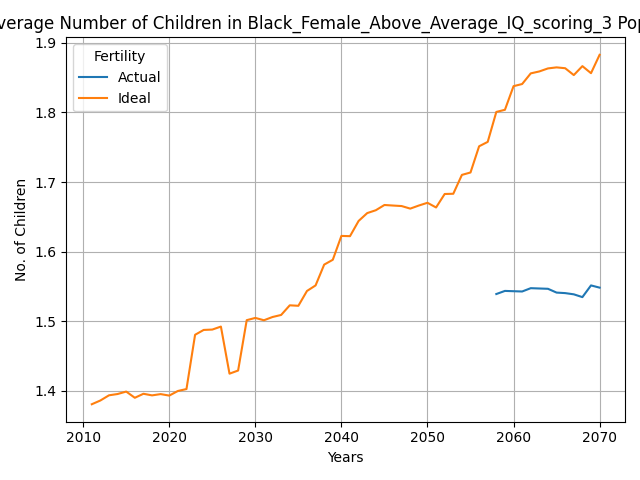 verage Number of Children in Black_Female_Above_Average_IQ_scoring_3 Pop
Fertility
Actual
Ideal
No. of Children
1.9
1.8
1.7
1.6
1.5
1.4
2010 2020 2030 2040 2050 2060 2070
Years